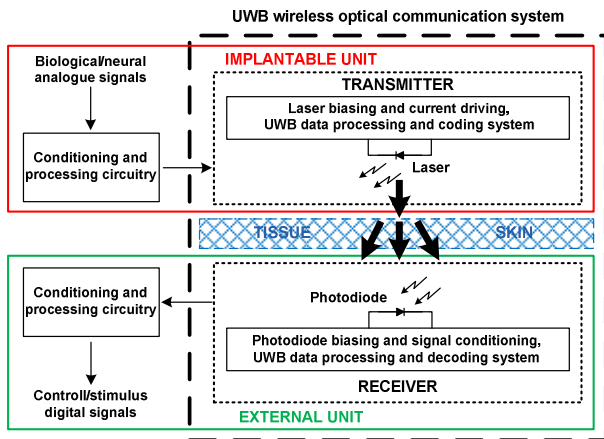 UWB wireless optical communication system
Biological/neural
analogue signals
IMPLANTABLE UNIT
TRANSMITTER
Laser biasing and current driving,
UWB data processing and coding system
Conditioning and
processing circuitry
Laser
TISSUE
SKIN
Conditioning and
processing circuitry
Photodiode
Photodiode biasing and signal conditioning,
UWB data processing and decoding system
RECEIVER
Controll/stimulus
digital signals
EXTERNAL UNIT